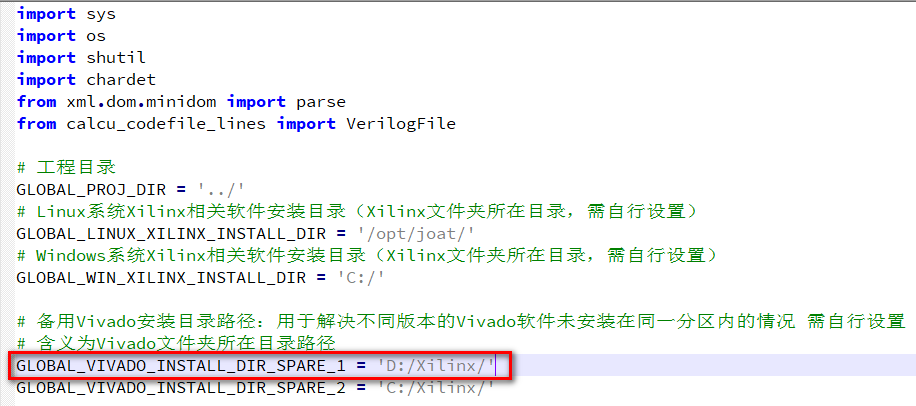 import sys
import os
import shutil
import chardet
from xml.dom.minidom import parse
from calcu_codefile_lines import VerilogFile
# 工程目录
GLOBAL_PROJ_DIR = '../'
# Linux系统Xilinx相关软件安装目录（Xilinx文件夹所在目录，需自行设置）
GLOBAL_LINUX_XILINX_INSTALL_DIR = '/opt/joat/'
# Windows系统Xilinx相关软件安装目录（Xilinx文件夹所在目录，需自行设置）
GLOBAL_WIN_XILINX_INSTALL_DIR = 'C:/'
# 备用Vivado安装目录路径：用于解决不同版本的Vivado软件未安装在同一分区内的情况 需自行设置
# 含义为Vivado文件夹所在目录路径
GLOBAL_VIVADO_INSTALL_DIR_SPARE_1 = 'D:/Xilinx/'
GLOBAL_VIVADO_INSTALL_DIR_SPARE_2 = 'C:/Xilinx/'